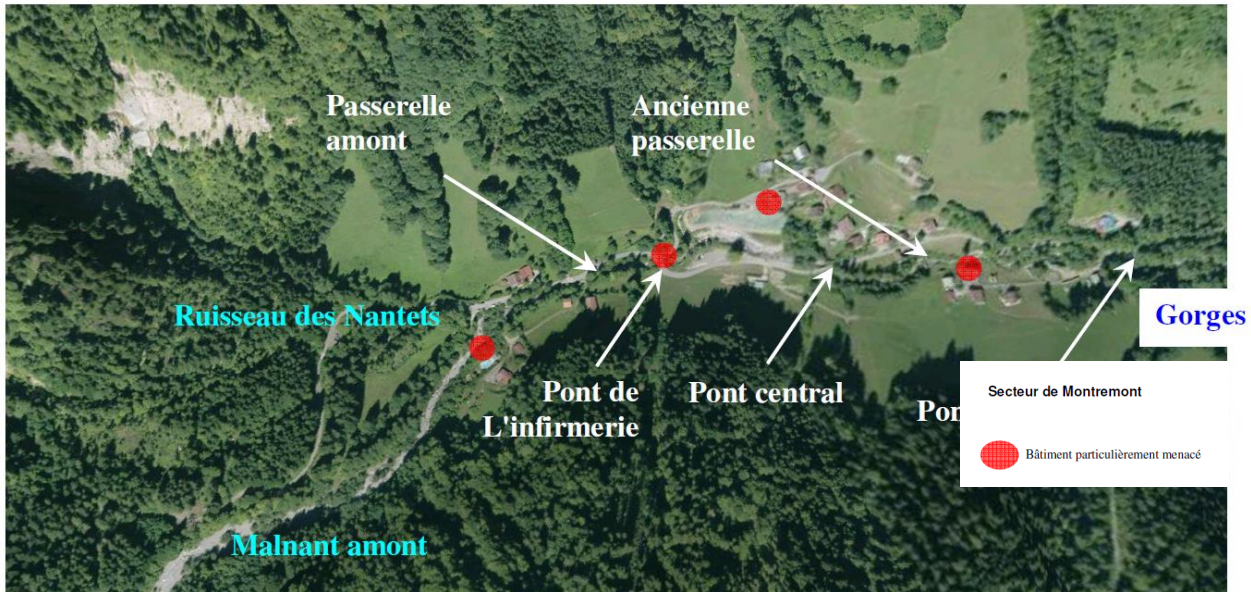 Passerelle
amont
Ancienne
passerelle
Ruisseau des Nantets
Gorges
Pont de
L'infirmerie
Pont central
Secteur de Montremont
Bâtiment particulièrement menacé
Malnant amont